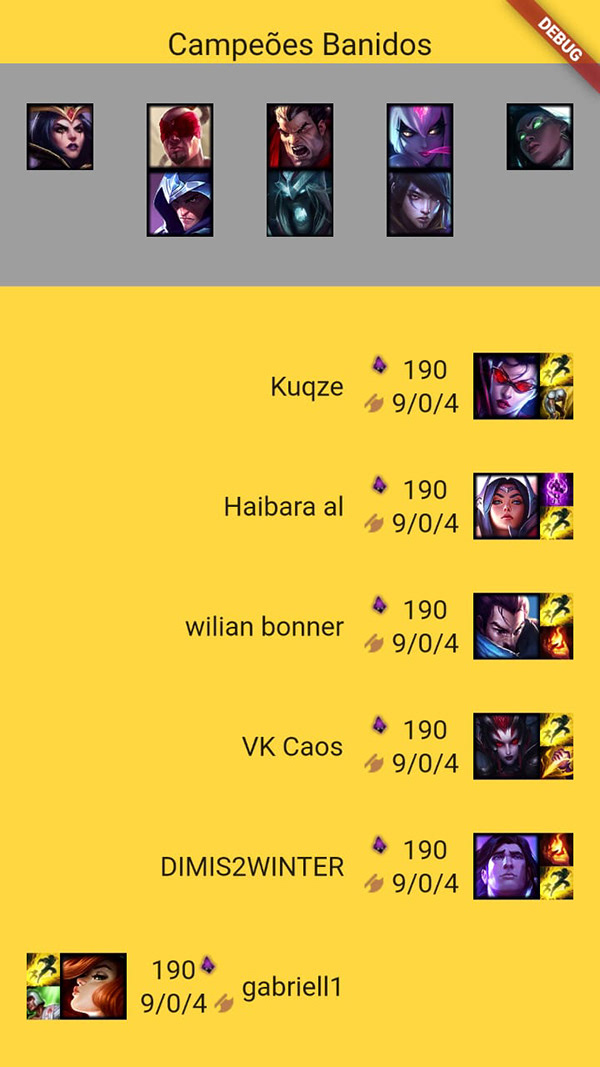 Campeões Banidos
DEBUG
190
Kuqze
9/0/4
190
Haibara al
9/0/4
190
wilian bonner
9/0/4
190
VK Caos
9/0/4
190
DIMIS2WINTER
9/0/4
190
gabriell1
9/0/4